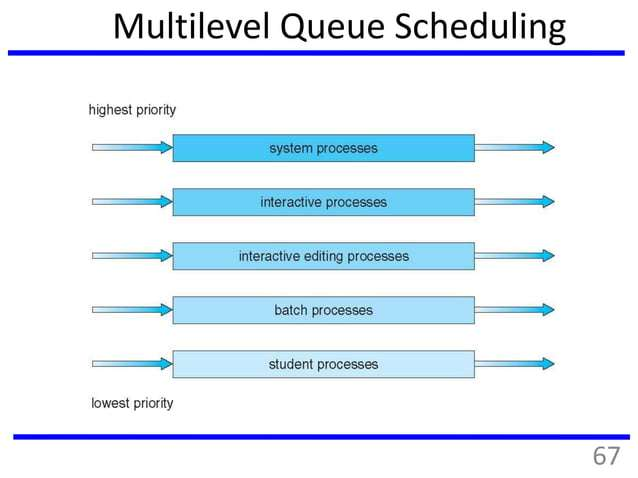 Multilevel Queue Scheduling
highest priority
system processes
interactive processes
interactive editing processes
batch processes
student processes
lowest priority
67